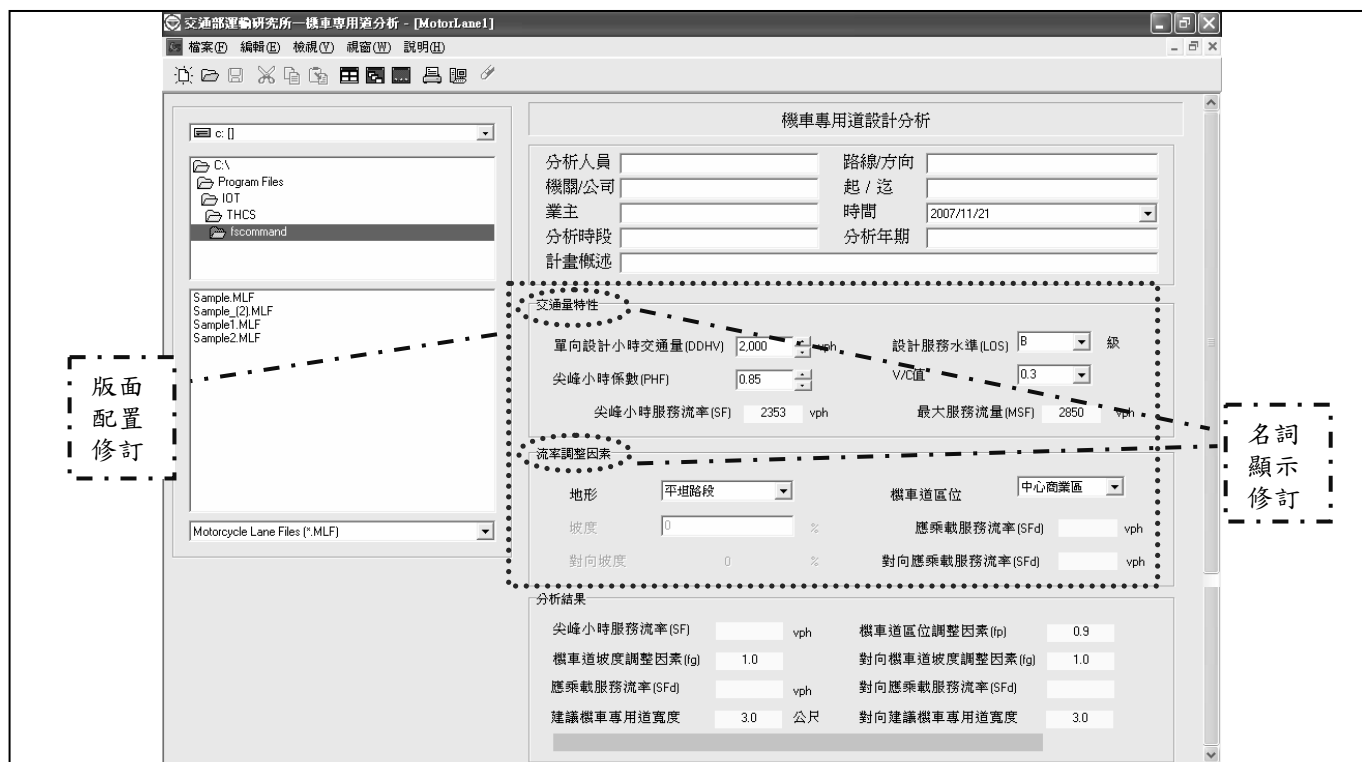 交通部運輸研究所—機車專用道分析 - [MotorLane1]
檔案(F) 編輯(E) 檢視(V) 視窗(W) 說明(H)
c: []
C:\
Program Files
IOT
THCS
fscommand
Sample.MLF
Sample_(2).MLF
Sample1.MLF
Sample2.MLF
Motorcycle Lane Files (*.MLF)
版面
配置
修訂
機車專用道設計分析
分析人員 路線/方向
機關/公司 起 / 迄
業主 時間 2007/11/21
分析時段 分析年期
計畫概述
交通量特性
單向設計小時交通量(DDHV) 2,000 vph 設計服務水準(LOS) B 級
尖峰小時係數(PHF) 0.85 V/C值 0.3
尖峰小時服務流率(SF) 2353 vph 最大服務流量(MSF) 2850 vph
流率調整因素
地形 平坦路段 機車道區位 中心商業區
坡度 0 % 應乘載服務流率(SFd) vph
對向坡度 0 % 對向應乘載服務流率(SFd) vph
分析結果
尖峰小時服務流率(SF) vph 機車道區位調整因素(fp) 0.9
機車道坡度調整因素(fg) 1.0 對向機車道坡度調整因素(fg) 1.0
應乘載服務流率(SFd) vph 對向應乘載服務流率(SFd)
建議機車專用道寬度 3.0 公尺 對向建議機車專用道寬度 3.0
名詞
顯示
修訂